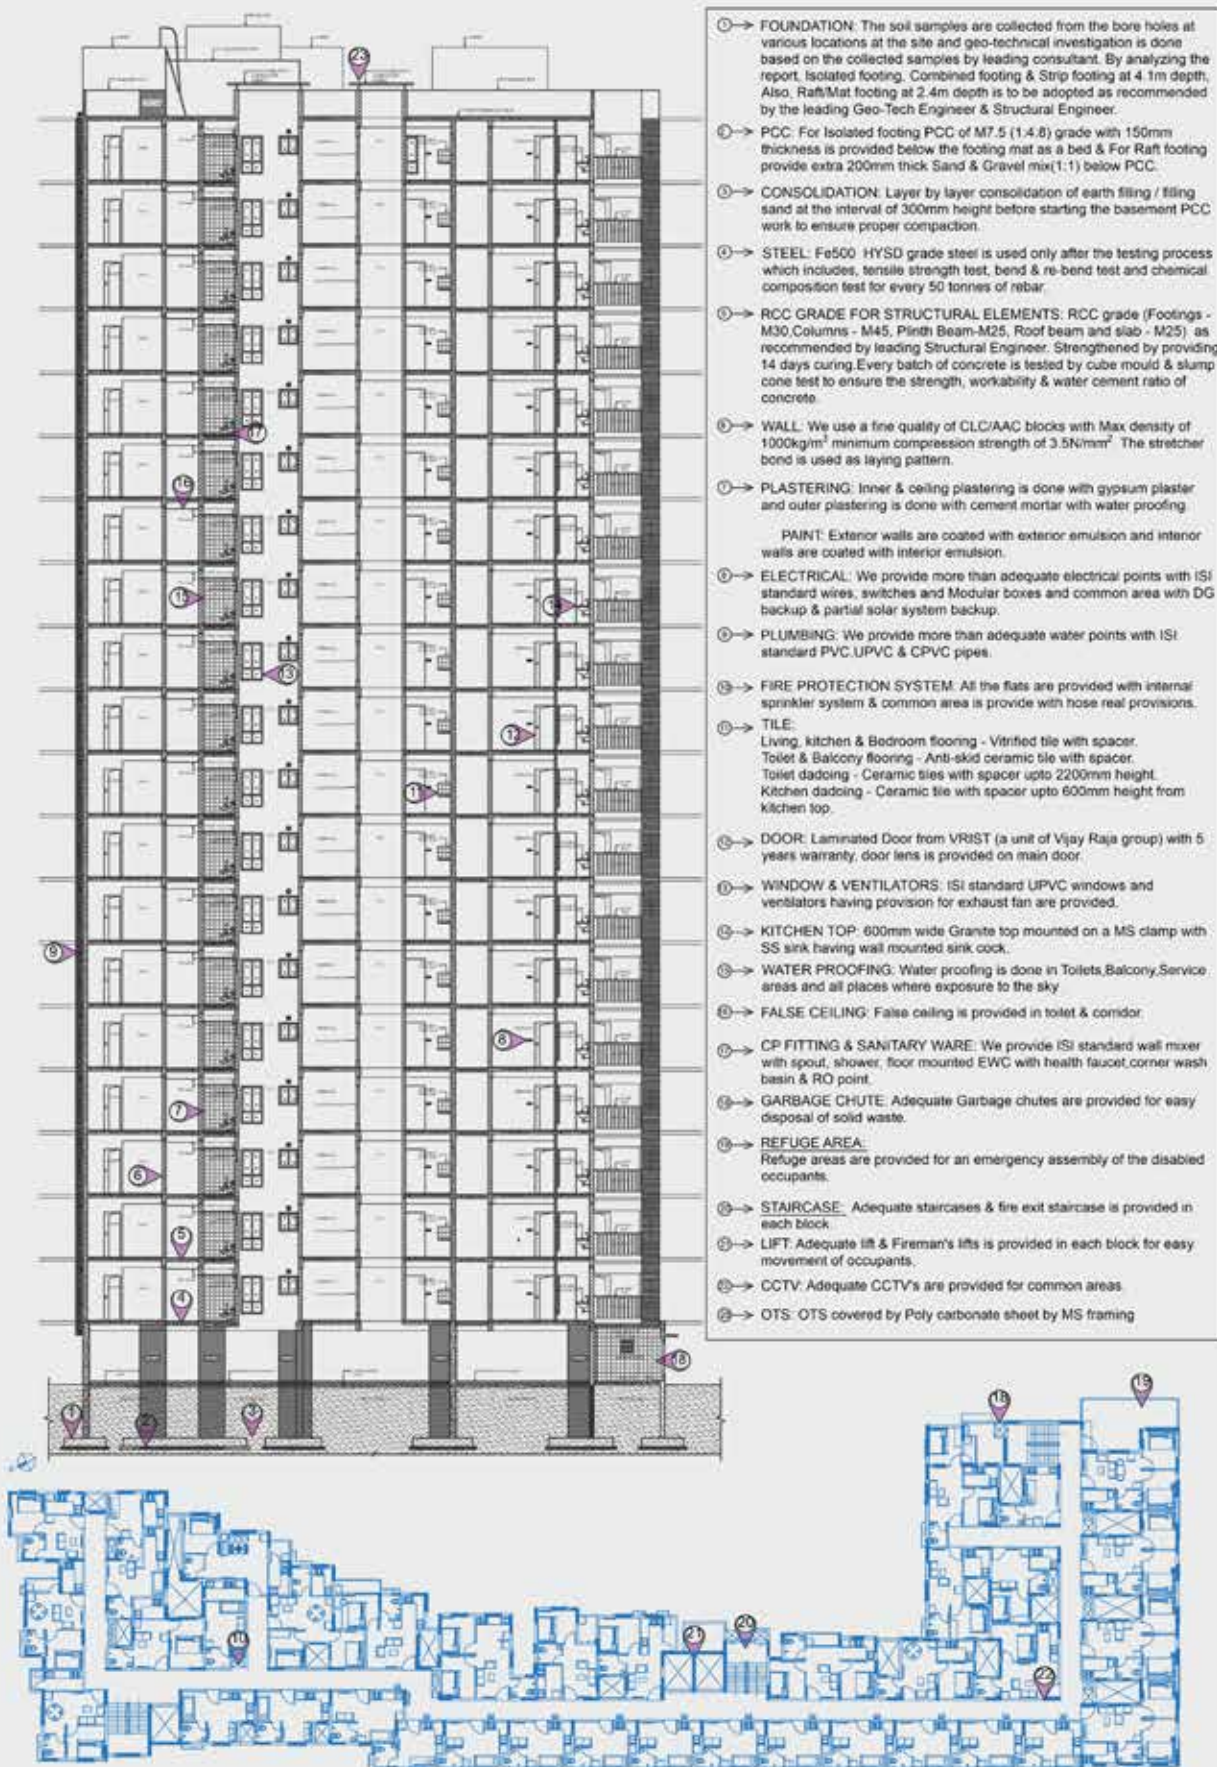 ① → FOUNDATION: The soil samples are collected from the bore holes at
various locations at the site and geo-technical investigation is done
based on the collected samples by leading consultant. By analyzing the
report, Isolated footing, Combined footing & Strip footing at 4.1m depth,
Also, Raft/Mat footing at 2.4m depth is to be adopted as recommended
by the leading Geo-Tech Engineer & Structural Engineer.
② → PCC: For Isolated footing PCC of M7.5 (1:4:8) grade with 150mm
thickness is provided below the footing mat as a bed & For Raft footing
provide extra 200mm thick Sand & Gravel mix(1:1) below PCC.
③ → CONSOLIDATION: Layer by layer consolidation of earth filling / filling
sand at the interval of 300mm height before starting the basement PCC
work to ensure proper compaction.
④ → STEEL: Fe500 HYSD grade steel is used only after the testing process
which includes, tensile strength test, bend & re-bend test and chemical
composition test for every 50 tonnes of rebar.
⑤ → RCC GRADE FOR STRUCTURAL ELEMENTS: RCC grade (Footings -
M30,Columns - M45, Plinth Beam-M25, Roof beam and slab - M25) as
recommended by leading Structural Engineer. Strengthened by providing
14 days curing.Every batch of concrete is tested by cube mould & slump
cone test to ensure the strength, workability & water cement ratio of
concrete.
⑥ → WALL: We use a fine quality of CLC/AAC blocks with Max density of
1000kg/m³ minimum compression strength of 3.5N/mm² The stretcher
bond is used as laying pattern.
⑦ → PLASTERING: Inner & ceiling plastering is done with gypsum plaster
and outer plastering is done with cement mortar with water proofing.
PAINT: Exterior walls are coated with exterior emulsion and interior
walls are coated with interior emulsion.
⑧ → ELECTRICAL: We provide more than adequate electrical points with ISI
standard wires, switches and Modular boxes and common area with DG
backup & partial solar system backup.
⑨ → PLUMBING: We provide more than adequate water points with ISI
standard PVC,UPVC & CPVC pipes.
⑩ → FIRE PROTECTION SYSTEM: All the flats are provided with internal
sprinkler system & common area is provide with hose real provisions.
⑪ → TILE:
Living, kitchen & Bedroom flooring - Vitrified tile with spacer.
Toilet & Balcony flooring - Anti-skid ceramic tile with spacer.
Toilet dadoing - Ceramic tiles with spacer upto 2200mm height.
Kitchen dadoing - Ceramic tile with spacer upto 600mm height from
kitchen top.
⑫ → DOOR: Laminated Door from VRIST (a unit of Vijay Raja group) with 5
years warranty, door lens is provided on main door.
⑬ → WINDOW & VENTILATORS: ISI standard UPVC windows and
ventilators having provision for exhaust fan are provided.
⑭ → KITCHEN TOP: 600mm wide Granite top mounted on a MS clamp with
SS sink having wall mounted sink cock.
⑮ → WATER PROOFING: Water proofing is done in Toilets,Balcony,Service
areas and all places where exposure to the sky
⑯ → FALSE CEILING: False ceiling is provided in toilet & corridor.
⑰ → CP FITTING & SANITARY WARE: We provide ISI standard wall mixer
with spout, shower, floor mounted EWC with health faucet,corner wash
basin & RO point.
⑱ → GARBAGE CHUTE: Adequate Garbage chutes are provided for easy
disposal of solid waste.
⑲ → REFUGE AREA:
Refuge areas are provided for an emergency assembly of the disabled
occupants.
⑳ → STAIRCASE: Adequate staircases & fire exit staircase is provided in
each block.
㉑ → LIFT: Adequate lift & Fireman's lifts is provided in each block for easy
movement of occupants.
㉒ → CCTV: Adequate CCTV's are provided for common areas.
㉓ → OTS: OTS covered by Poly carbonate sheet by MS framing
23
17
16
15
14
13
12
11
9
8
7
6
5
4
18
1
2
3
18
19
10
21
20
22